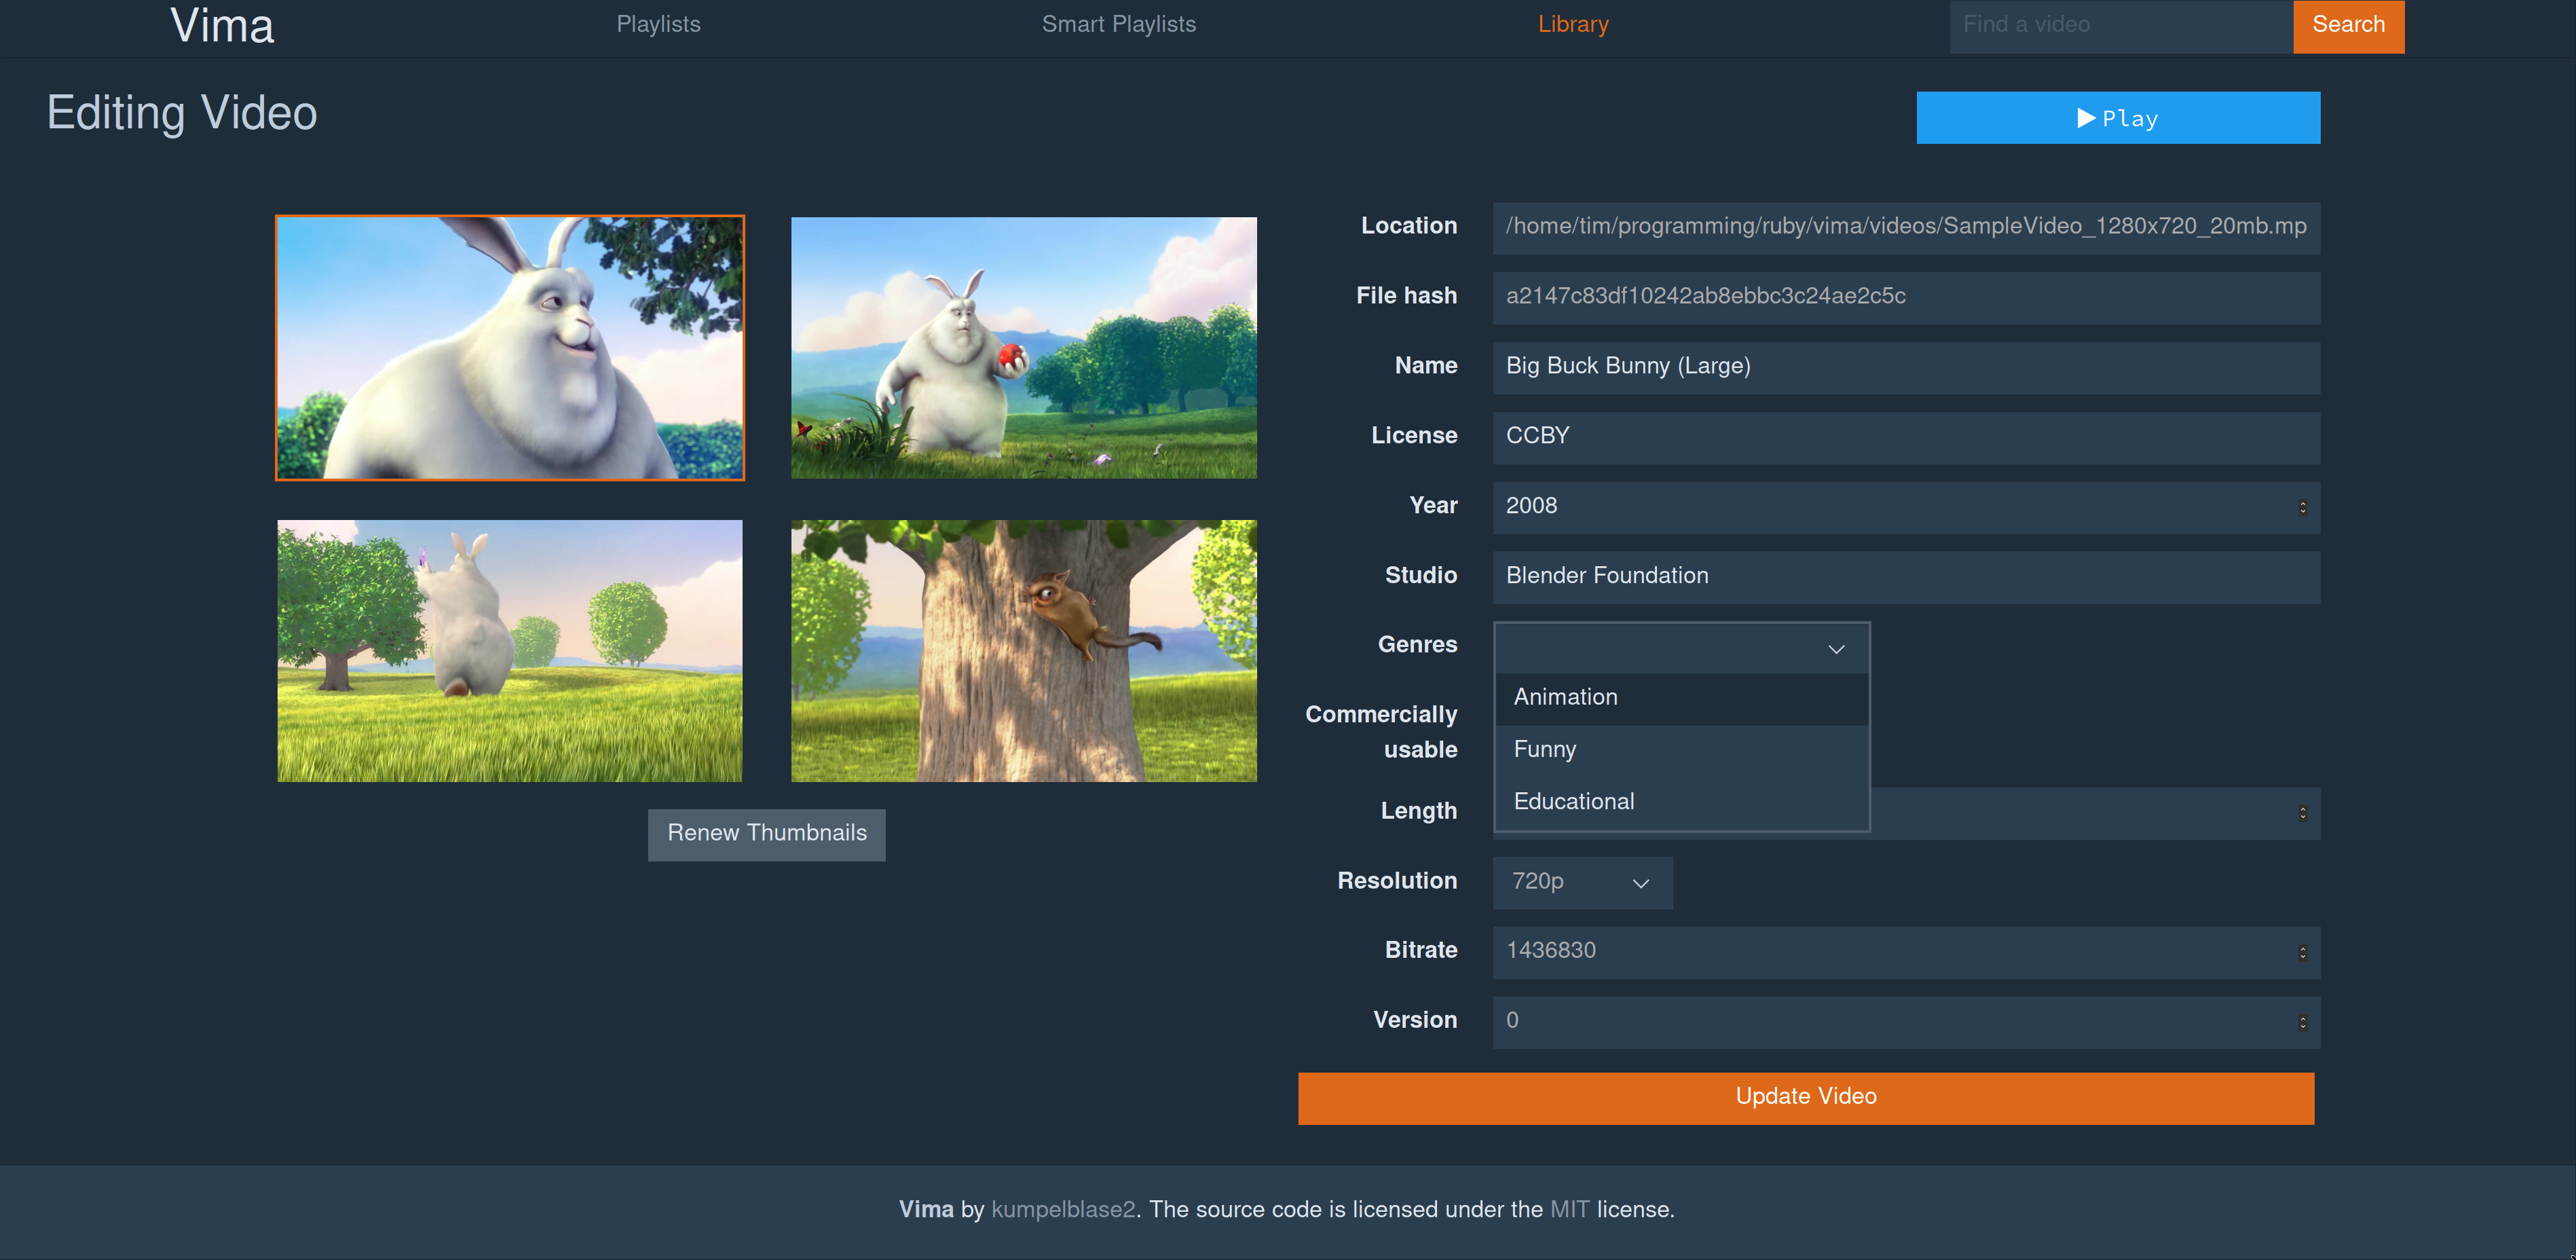 Vima
Playlists
Smart Playlists
Library
Find a video
Search
Editing Video
Play
Location
/home/tim/programming/ruby/vima/videos/SampleVideo_1280x720_20mb.mp
File hash
a2147c83df10242ab8ebbc3c24ae2c5c
Name
Big Buck Bunny (Large)
License
CCBY
Year
2008
Studio
Blender Foundation
Genres
Animation
Funny
Educational
Commercially
usable
Length
Resolution
720p
Bitrate
1436830
Version
0
Renew Thumbnails
Update Video
Vima by kumpelblase2. The source code is licensed under the MIT license.